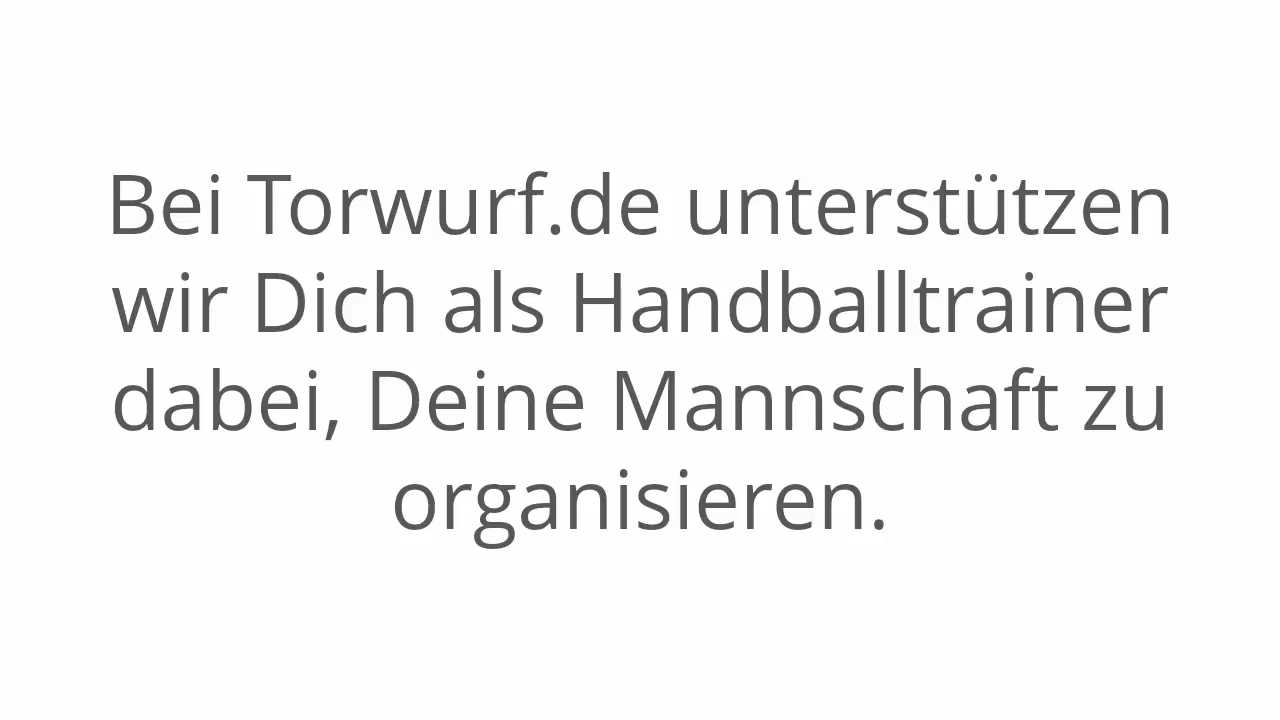 Bei Torwurf.de unterstützen
wir Dich als Handballtrainer
dabei, Deine Mannschaft zu
organisieren.